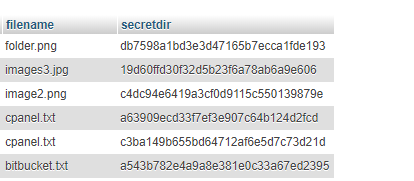 filename secretdir
folder.png db7598a1bd3e3d47165b7ecca1fde193
images3.jpg 19d60ffd30f32d5b23f6a78ab6a9e606
image2.png c4dc94e6419a3cf0d9115c550139879e
cpanel.txt a63909ecd33f7ef3e907c64b124d2fcd
cpanel.txt c3ba149b655bd64712af6e5d7c73d21d
bitbucket.txt a543b782e4a9a8e381e0c33a67ed2395